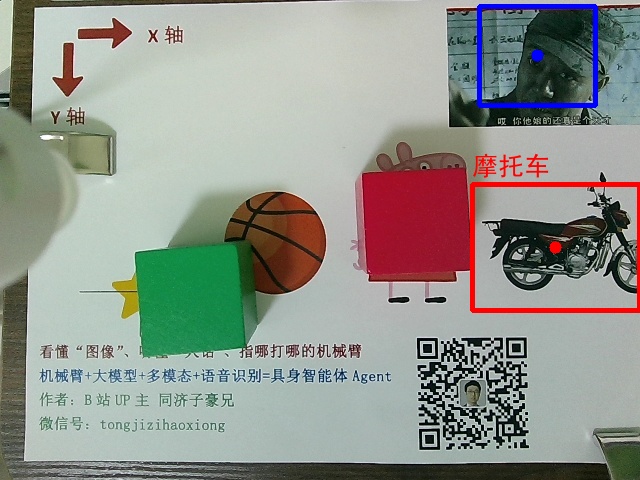 X 轴
Y 轴
哎 你他娘的还真是个天才
摩托车
看懂“图像”、
、指哪打哪的机械臂
机械臂+大模型+多模态+语音识别=具身智能体 Agent
作者: B 站 UP 主 同济子豪兄
微信号: tongjizihaoxiong